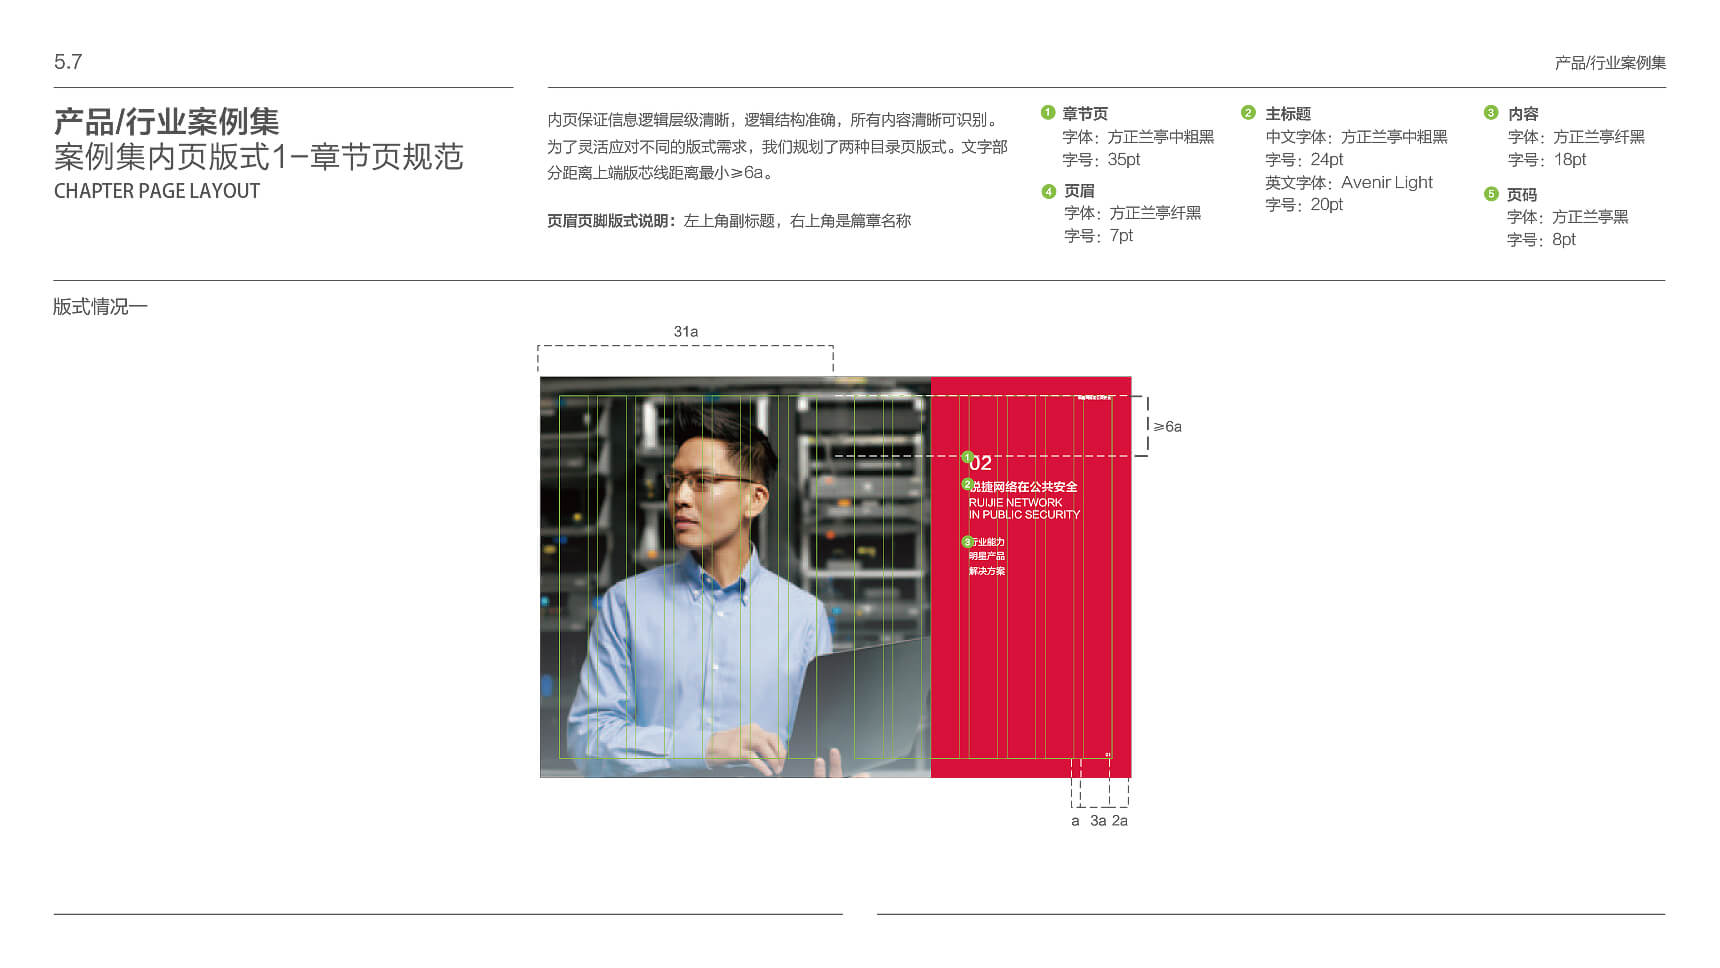 5.7
产品/行业案例集
产品/行业案例集
案例集内页版式1-章节页规范
CHAPTER PAGE LAYOUT
内页保证信息逻辑层级清晰，逻辑结构准确，所有内容清晰可识别。
为了灵活应对不同的版式需求，我们规划了两种目录页版式。文字部
分距离上端版芯线距离最小≥6a。
页眉页脚版式说明：左上角副标题，右上角是篇章名称
1 章节页
字体：方正兰亭中粗黑
字号：35pt
4 页眉
字体：方正兰亭纤黑
字号：7pt
2 主标题
中文字体：方正兰亭中粗黑
字号：24pt
英文字体：Avenir Light
字号：20pt
3 内容
字体：方正兰亭纤黑
字号：18pt
5 页码
字体：方正兰亭黑
字号：8pt
版式情况一
31a
≥6a
1
02
2
锐捷网络在公共安全
RUIJIE NETWORK
IN PUBLIC SECURITY
3
行业能力
明星产品
解决方案
a 3a 2a